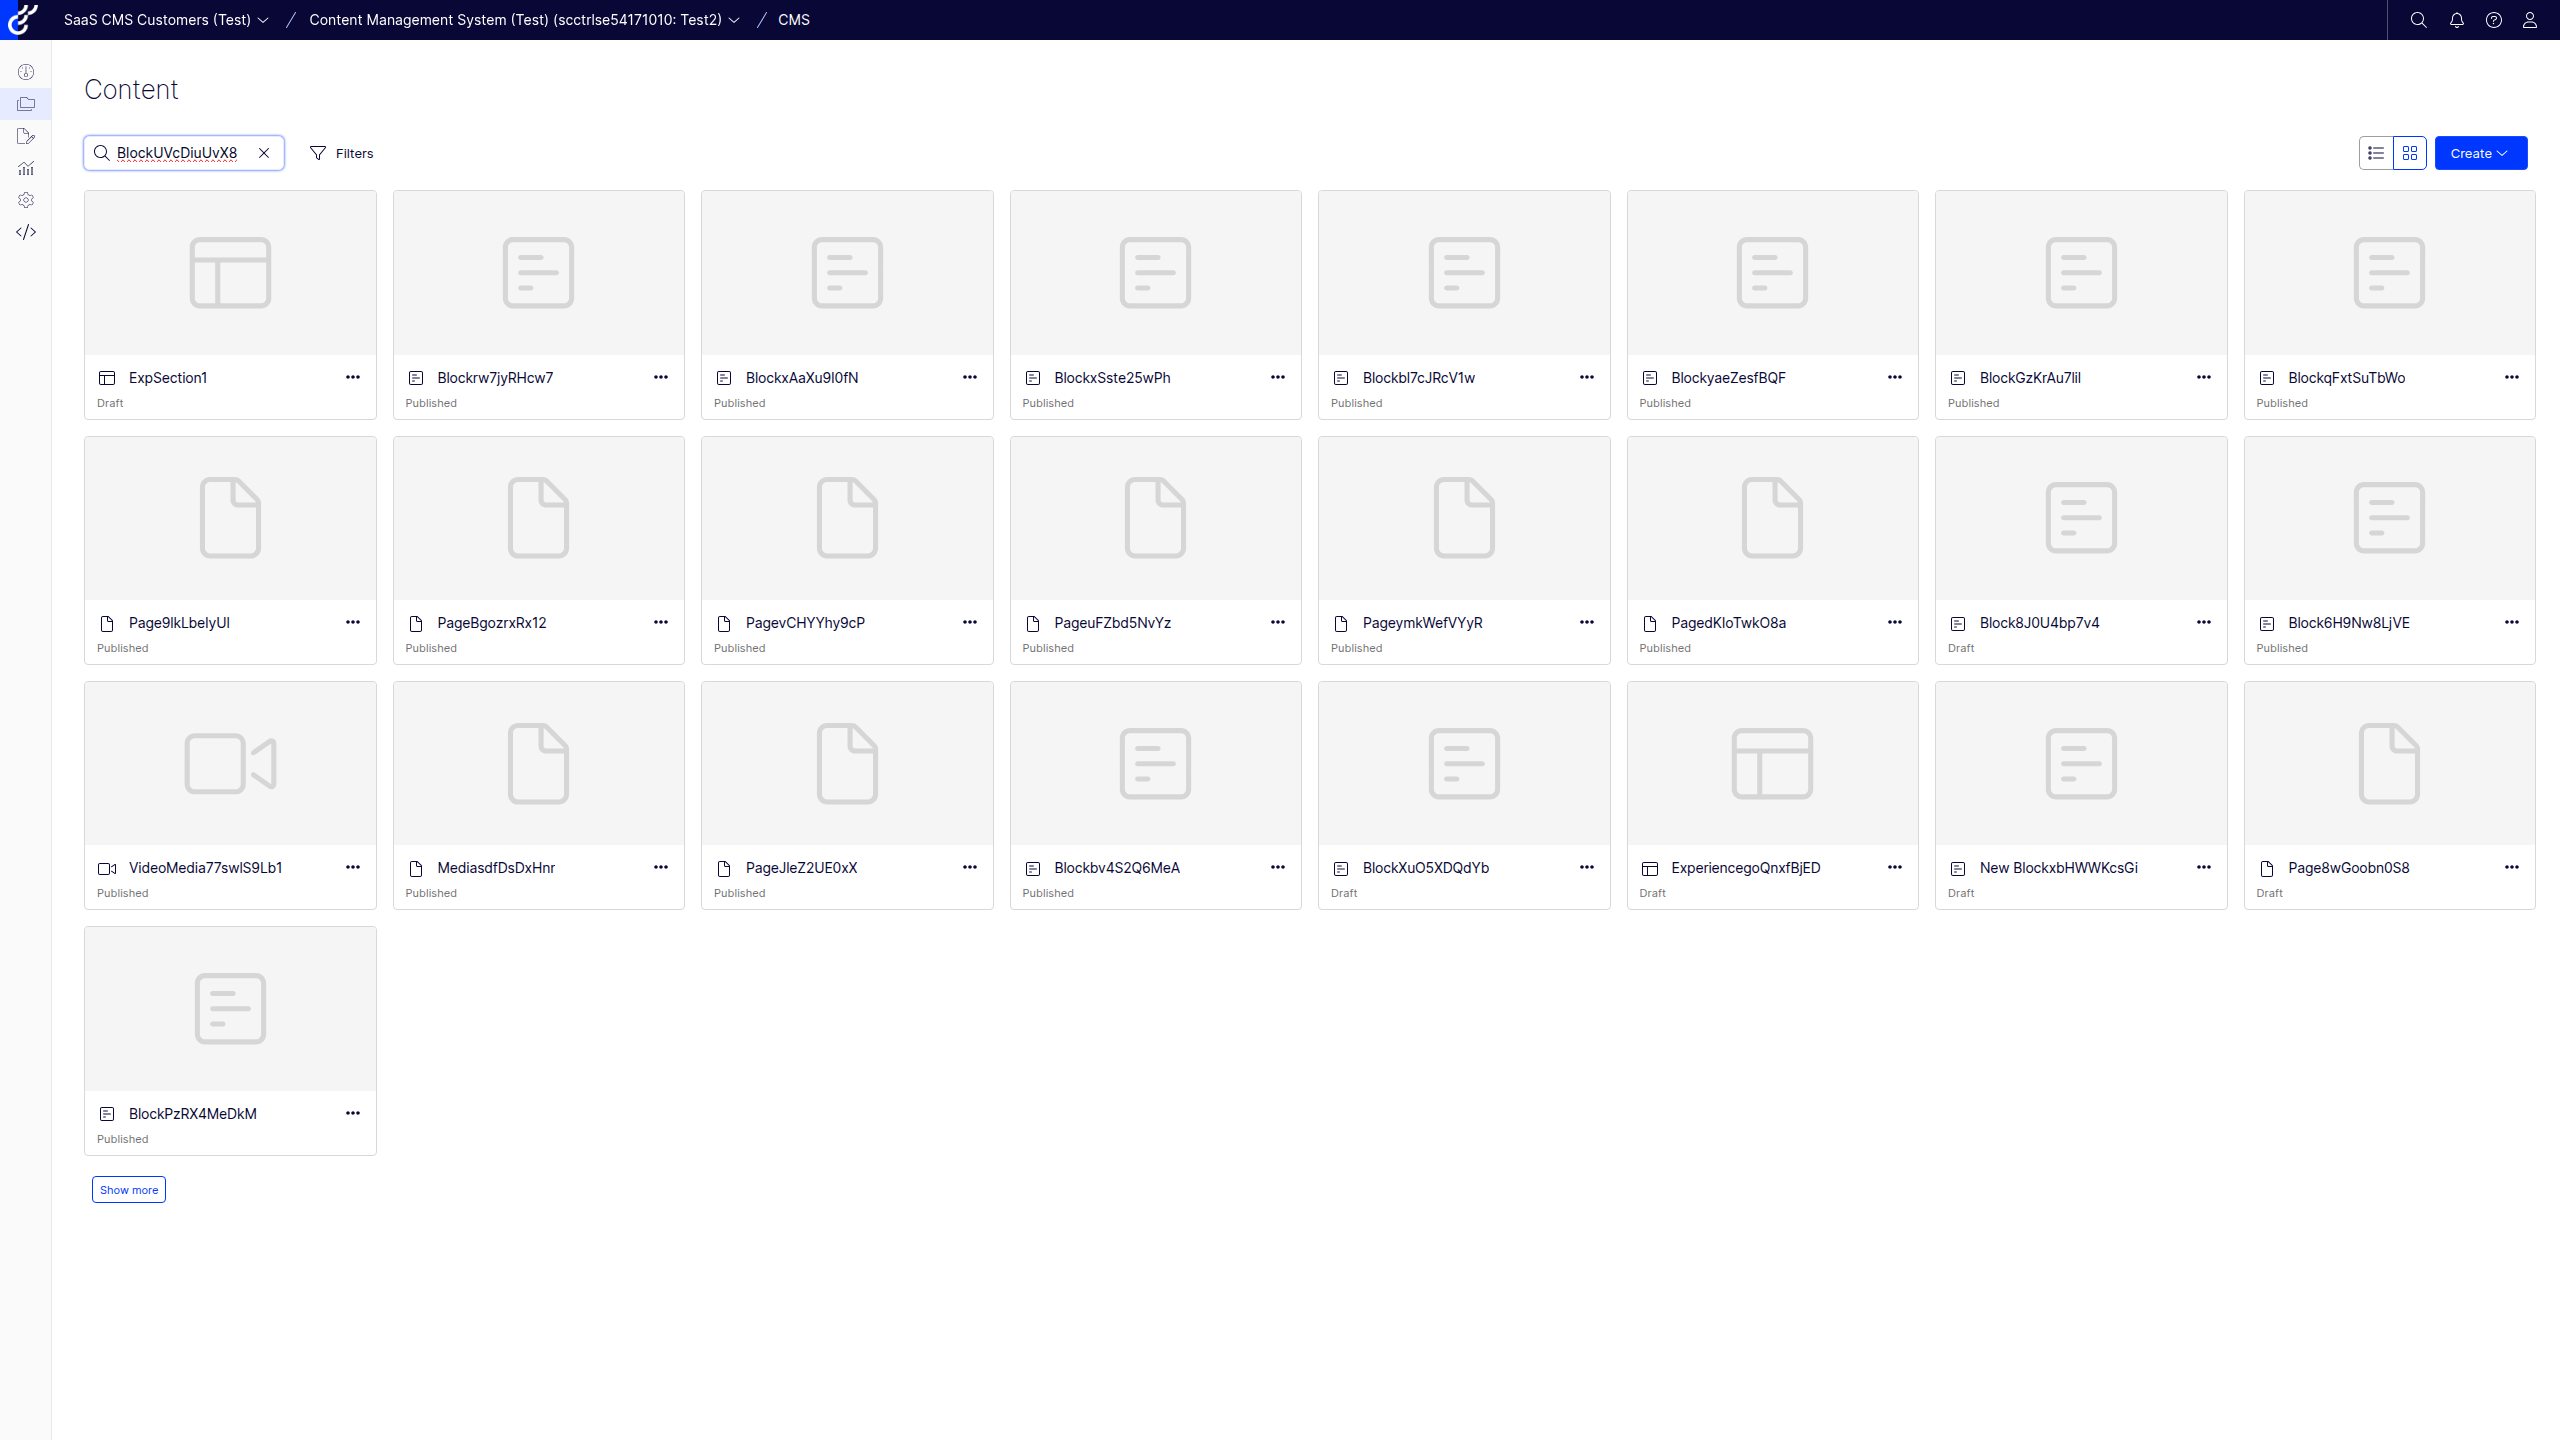 SaaS CMS Customers (Test) / Content Management System (Test) (scctrlse54171010: Test2) / CMS
Content
BlockUVcDiuUvX8 Filters Create
ExpSection1 Blockrw7jyRHcw7 BlockxAaXu9I0fN BlockxSste25wPh Blockbl7cJRcV1w BlockyaeZesfBQF BlockGzKrAu7lil BlockqFxtSuTbWo
Draft Published Published Published Published Published Published Published
Page9lkLbelyUl PageBgozrxRx12 PagevCHYYhy9cP PageuFZbd5NvYz PageymkWefVYyR PagedKloTwkO8a Block8J0U4bp7v4 Block6H9Nw8LjVE
Published Published Published Published Published Published Draft Published
VideoMedia77swlS9Lb1 MediasdfDsDxHnr PageJleZ2UE0xX Blockbv4S2Q6MeA BlockXuO5XDQdYb ExperiencegoQnxfBjED New BlockxbHWWKcsGi Page8wGoobn0S8
Published Published Published Published Draft Draft Draft Draft
BlockPzRX4MeDkM
Published
Show more